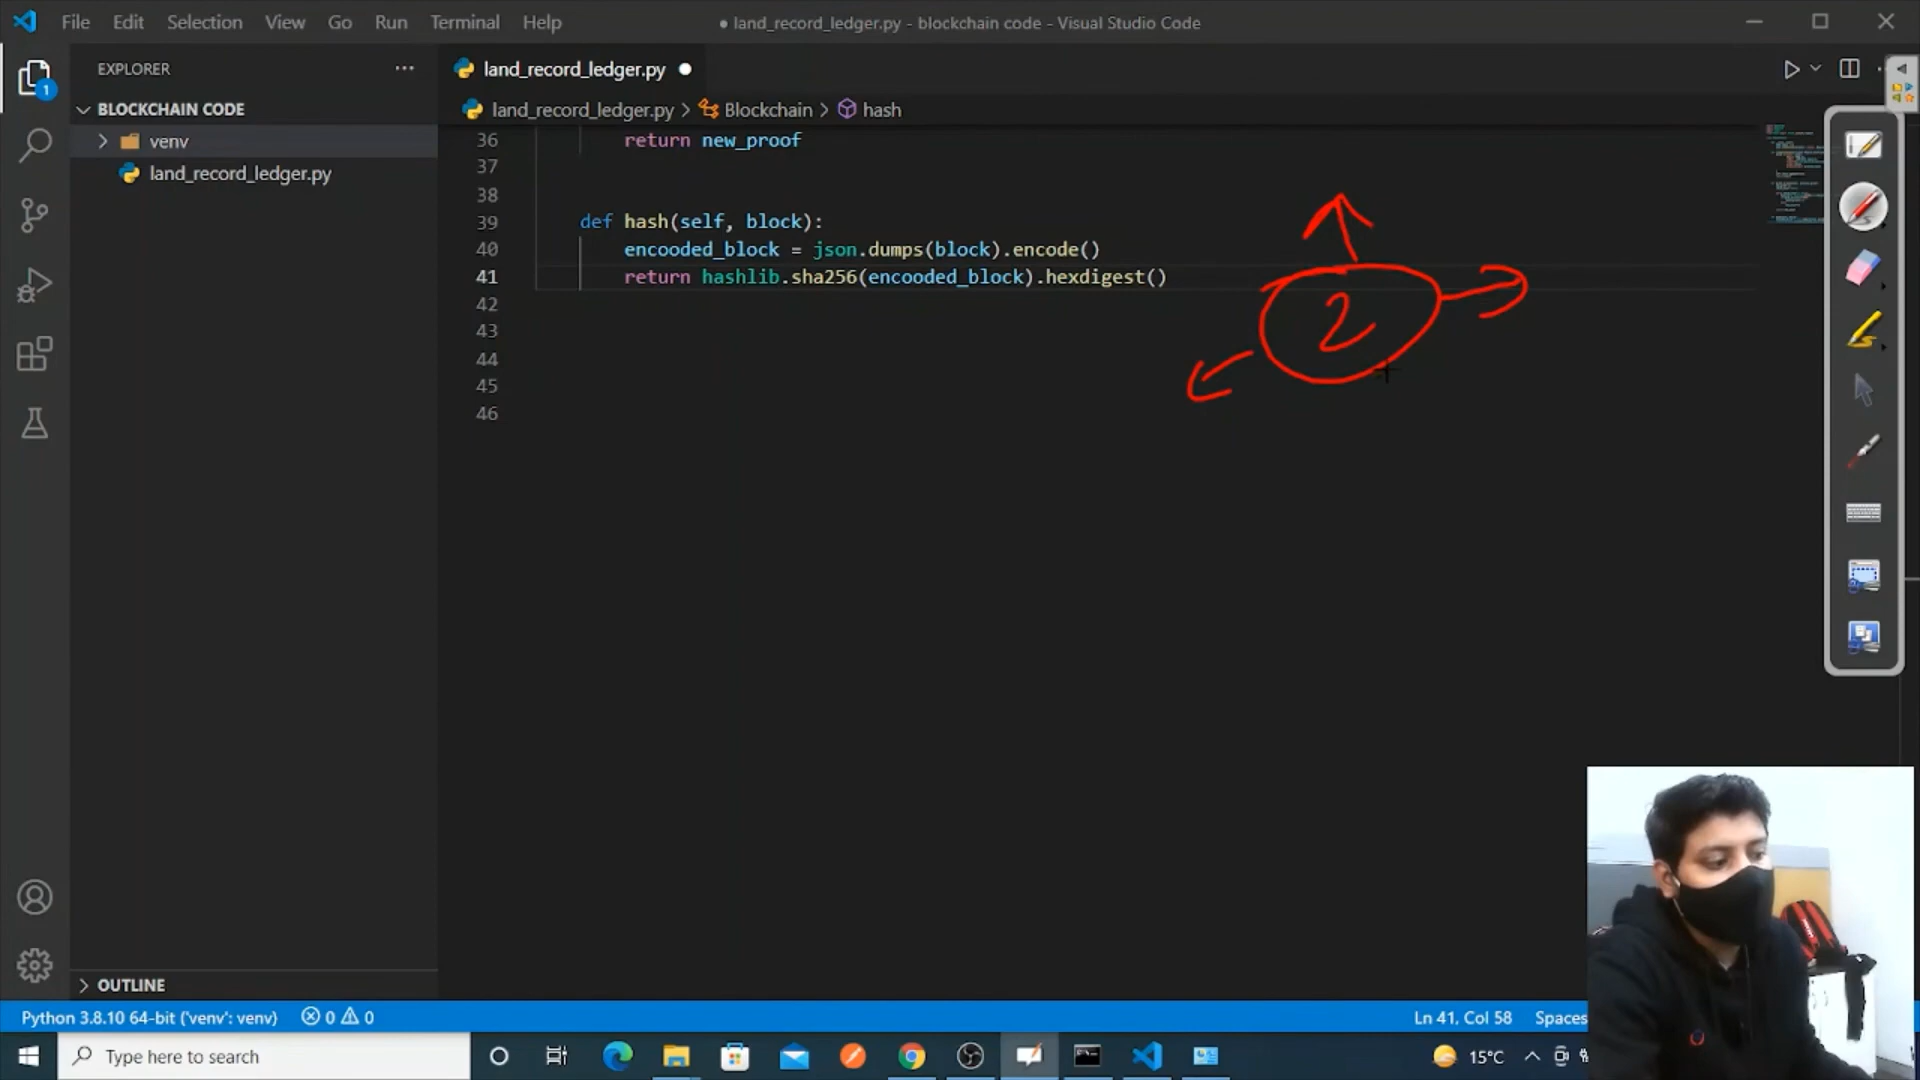 File Edit Selection View Go Run Terminal Help
● land_record_ledger.py - blockchain code - Visual Studio Code
EXPLORER
1
BLOCKCHAIN CODE
venv
land_record_ledger.py
land_record_ledger.py
land_record_ledger.py > Blockchain > hash
36 return new_proof
37
38
39 def hash(self, block):
40 encooded_block = json.dumps(block).encode()
41 return hashlib.sha256(encooded_block).hexdigest()
42
43
44
45
46
2
OUTLINE
Python 3.8.10 64-bit ('venv': venv) 0 0
Ln 41, Col 58 Spaces
Type here to search
15°C